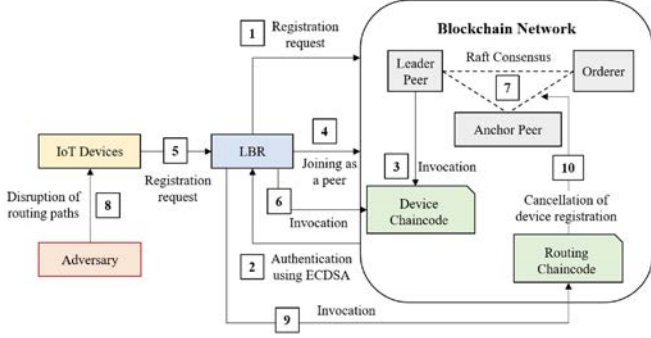 1
Registration
request
Blockchain Network
Leader
Peer
Raft Consensus
Orderer
7
Anchor Peer
IoT Devices
5
Registration
request
LBR
4
Joining as
a peer
3
Invocation
10
Cancellation of
device registration
6
Invocation
Device
Chaincode
Disruption of
routing paths
8
Adversary
2
Authentication
using ECDSA
Routing
Chaincode
Invocation
9